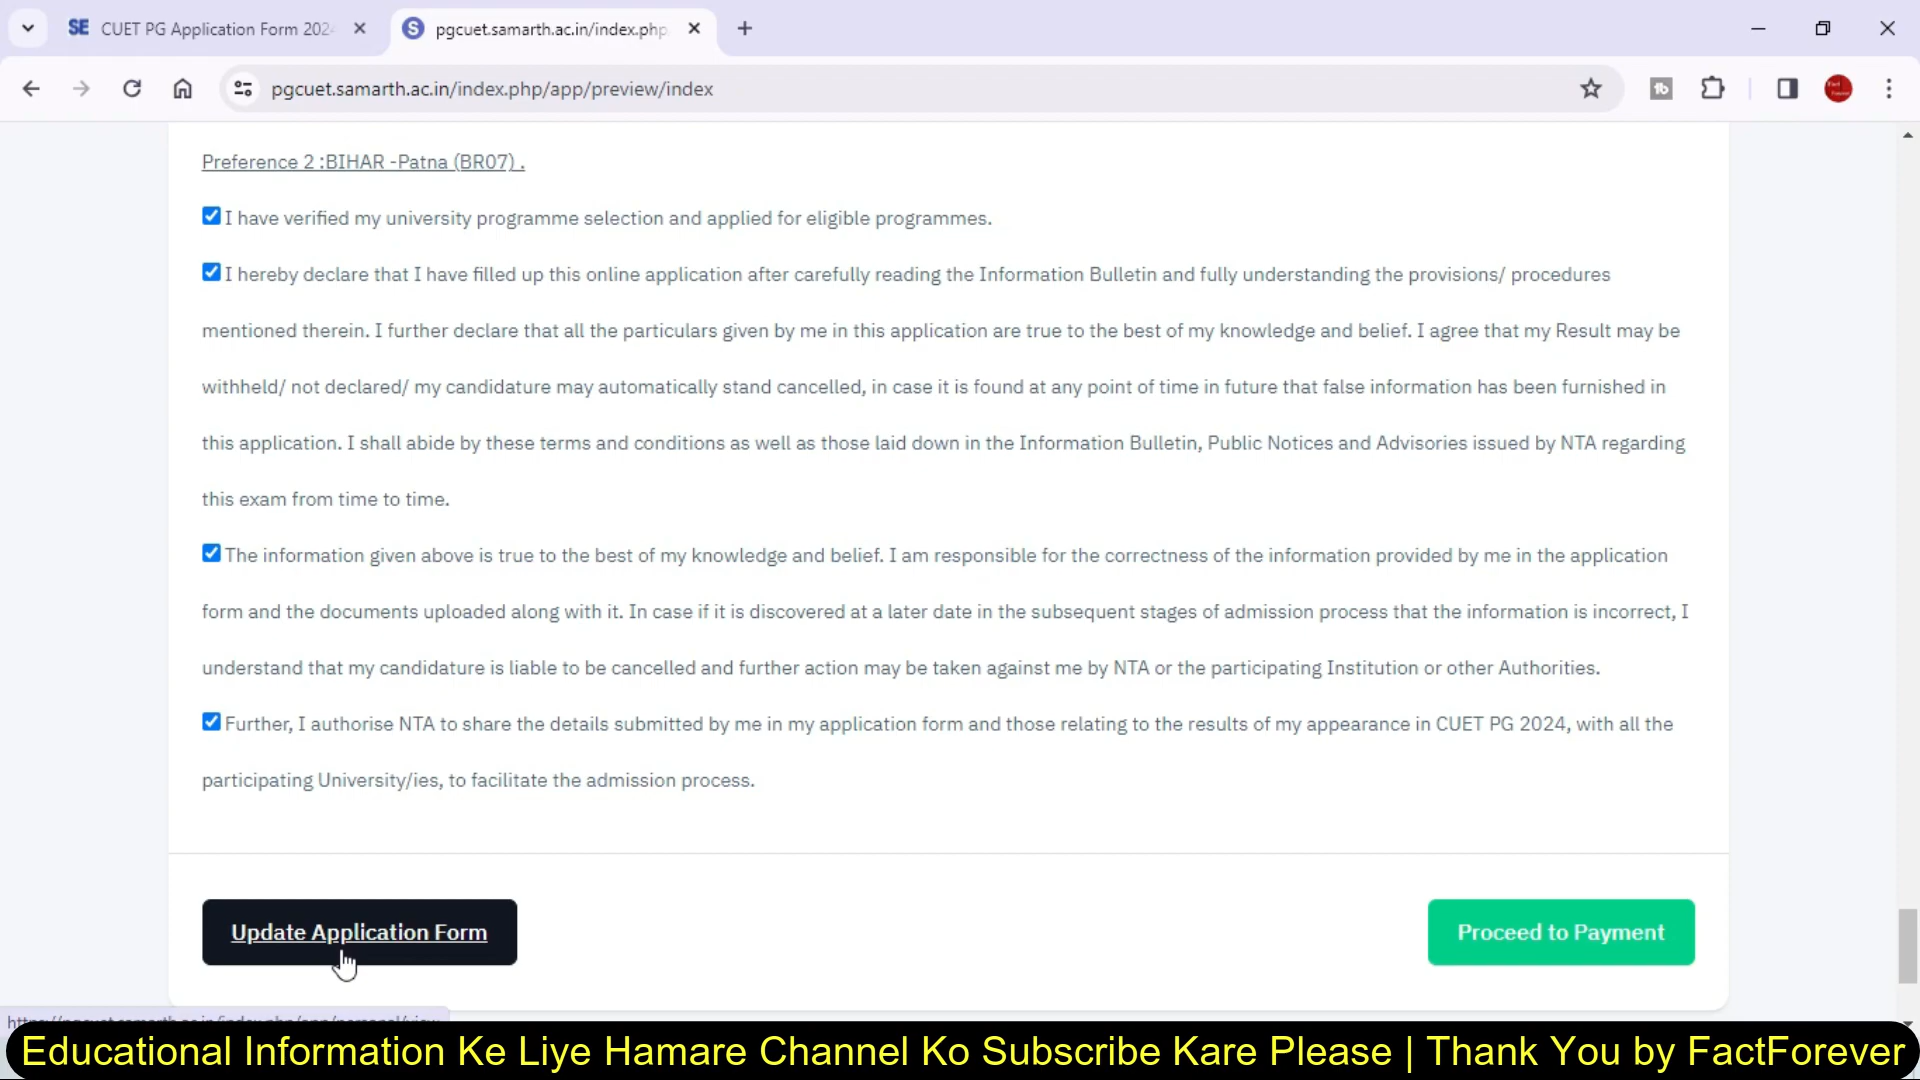 SE CUET PG Application Form 2024
S pgcuet.samarth.ac.in/index.php
pgcuet.samarth.ac.in/index.php/app/preview/index
Preference 2 :BIHAR -Patna (BR07) .
I have verified my university programme selection and applied for eligible programmes.
I hereby declare that I have filled up this online application after carefully reading the Information Bulletin and fully understanding the provisions/ procedures
mentioned therein. I further declare that all the particulars given by me in this application are true to the best of my knowledge and belief. I agree that my Result may be
withheld/ not declared/ my candidature may automatically stand cancelled, in case it is found at any point of time in future that false information has been furnished in
this application. I shall abide by these terms and conditions as well as those laid down in the Information Bulletin, Public Notices and Advisories issued by NTA regarding
this exam from time to time.
The information given above is true to the best of my knowledge and belief. I am responsible for the correctness of the information provided by me in the application
form and the documents uploaded along with it. In case if it is discovered at a later date in the subsequent stages of admission process that the information is incorrect, I
understand that my candidature is liable to be cancelled and further action may be taken against me by NTA or the participating Institution or other Authorities.
Further, I authorise NTA to share the details submitted by me in my application form and those relating to the results of my appearance in CUET PG 2024, with all the
participating University/ies, to facilitate the admission process.
Update Application Form
Proceed to Payment
Educational Information Ke Liye Hamare Channel Ko Subscribe Kare Please | Thank You by FactForever